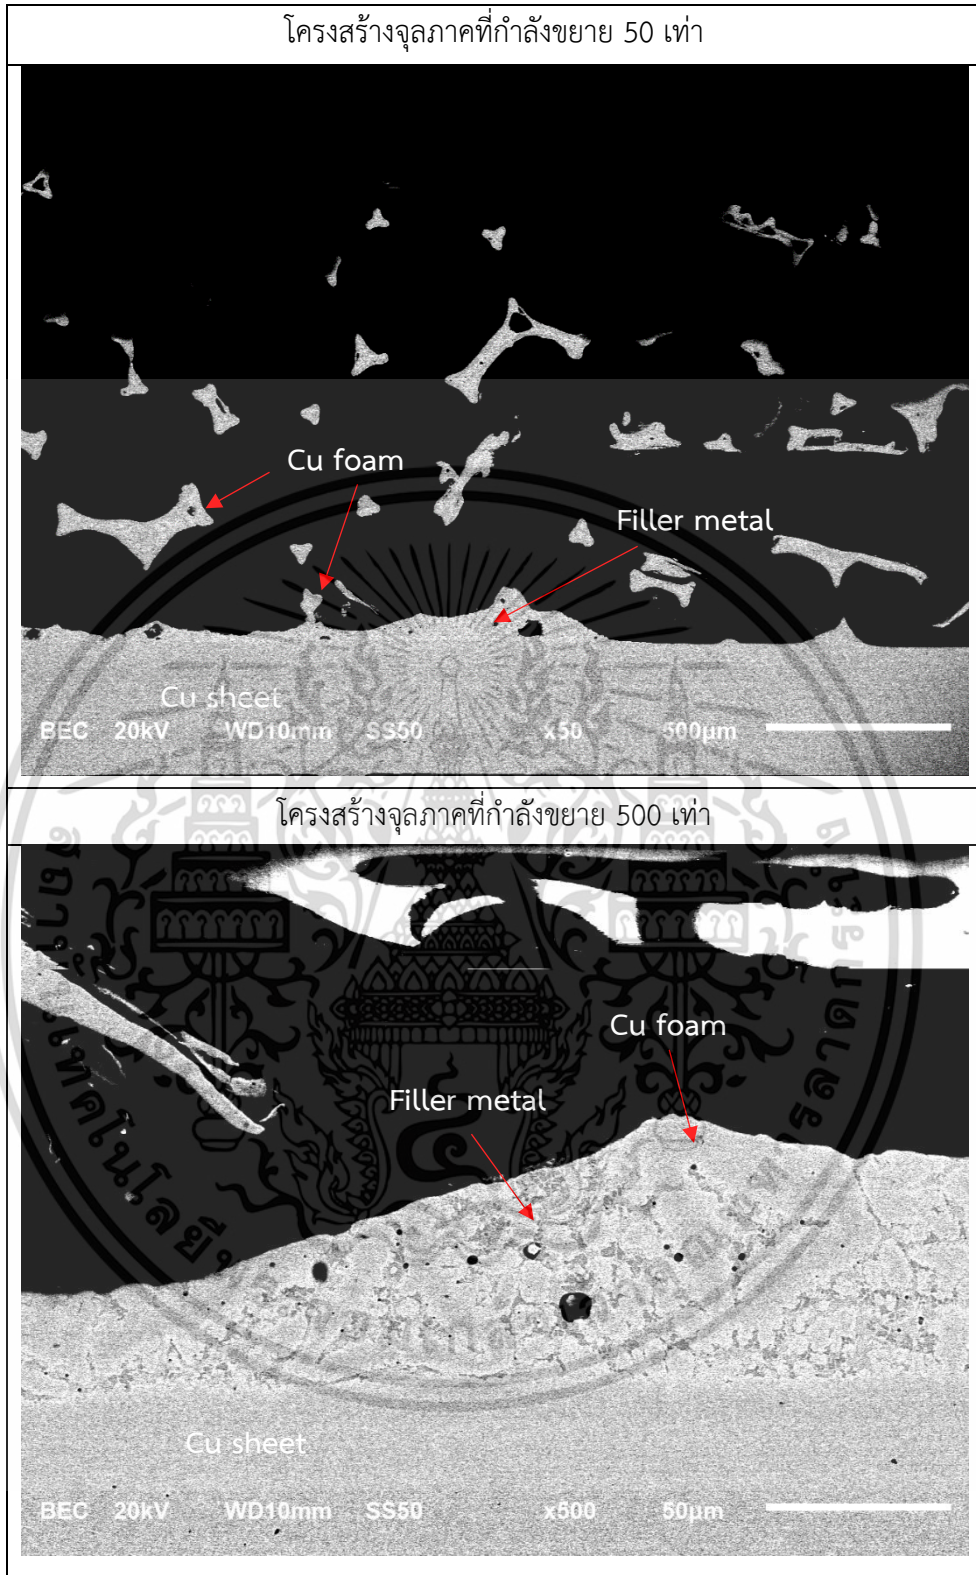 โครงสร้างจุลภาคที่กำลังขยาย 50 เท่า
Cu foam
Filler metal
Cu sheet
BEC 20kV WD10mm SS50 x50 500µm
โครงสร้างจุลภาคที่กำลังขยาย 500 เท่า
Cu foam
Filler metal
Cu sheet
BEC 20kV WD10mm SS50 x500 50µm